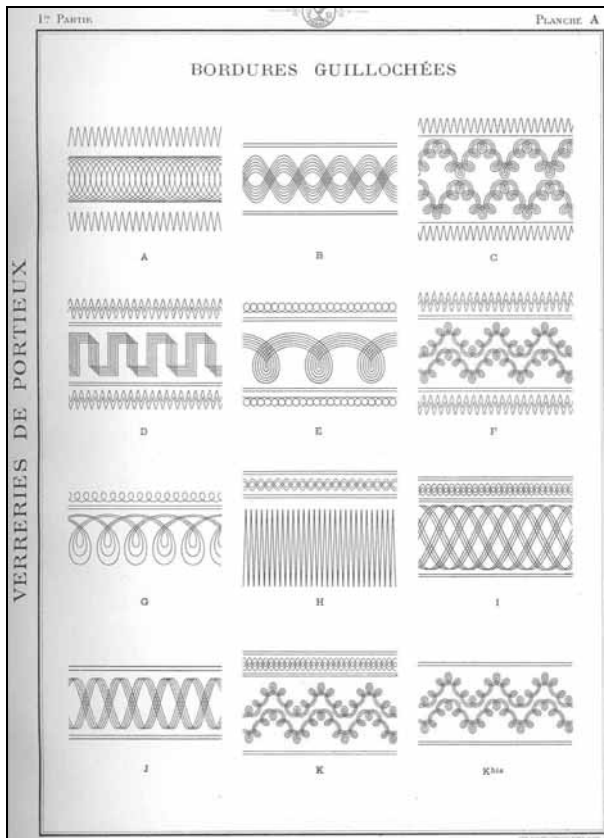 1re PARTIE
PLANCHE A
BORDURES GUILLOCHÉES
VERRERIES DE PORTIEUX
A
B
C
D
E
F
G
H
I
J
K
Kbis